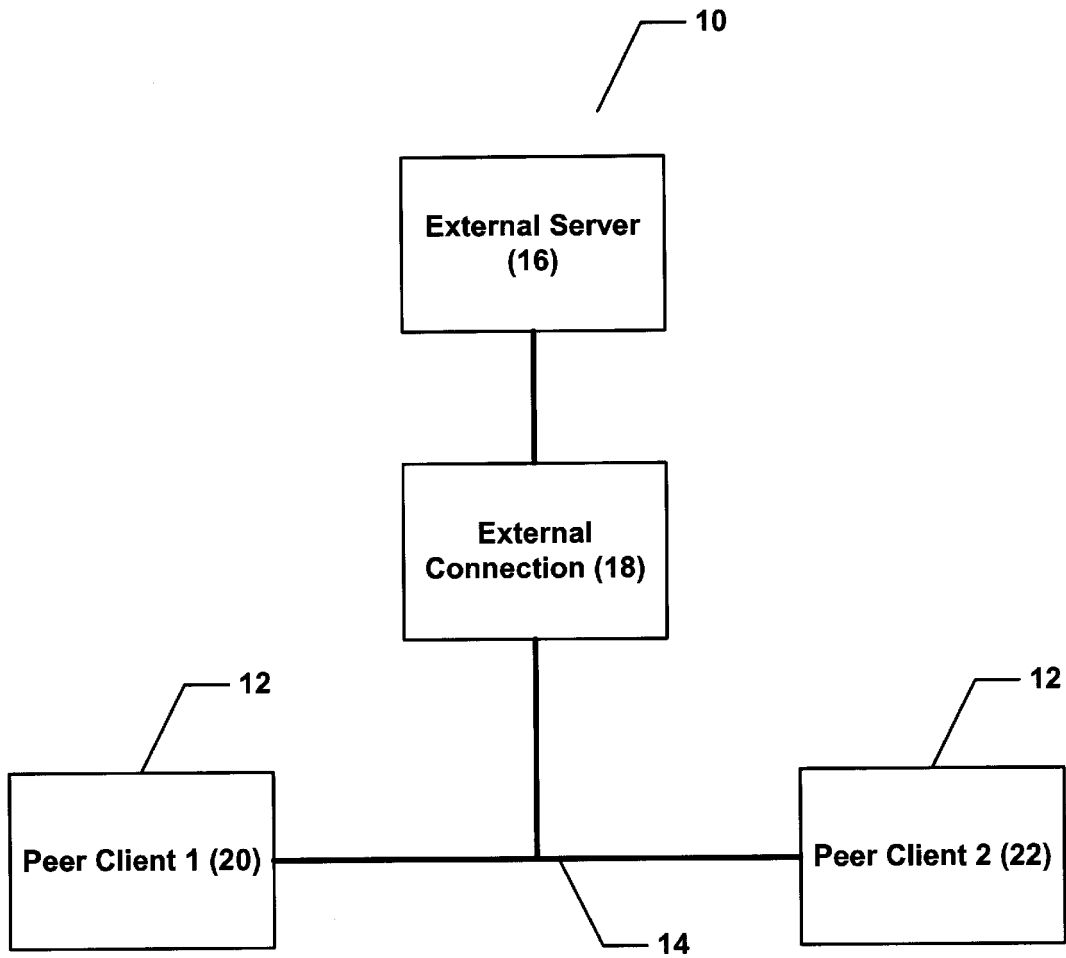 10
External Server
(16)
External
Connection (18)
12
12
Peer Client 1 (20)
Peer Client 2 (22)
14